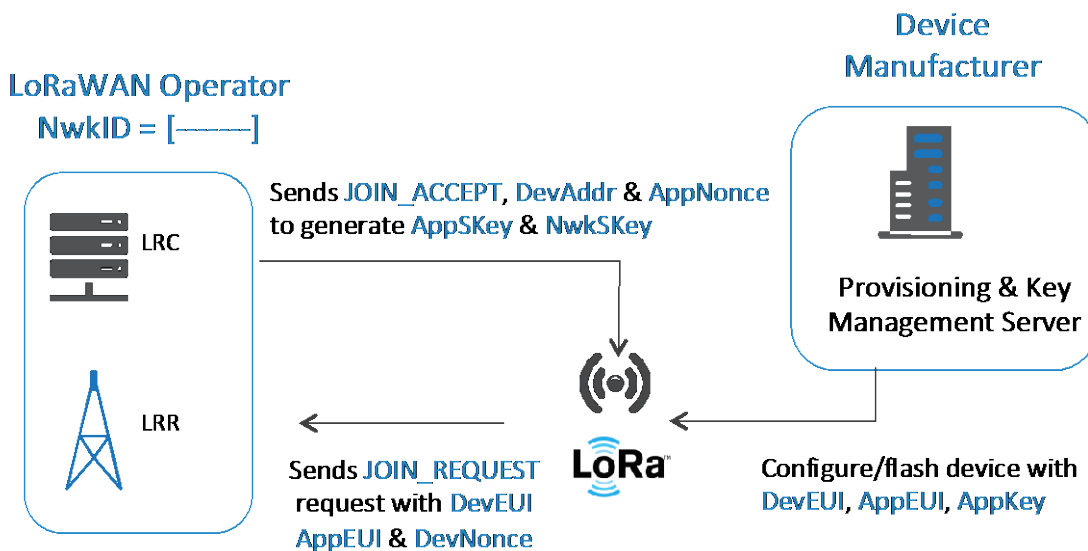 Device
Manufacturer
LoRaWAN Operator
NwkID = [-------]
Sends JOIN_ACCEPT, DevAddr & AppNonce
to generate AppSKey & NwkSKey
LRC
Provisioning & Key
Management Server
LRR
Sends JOIN_REQUEST
request with DevEUI
AppEUI & DevNonce
LoRa™
Configure/flash device with
DevEUI, AppEUI, AppKey